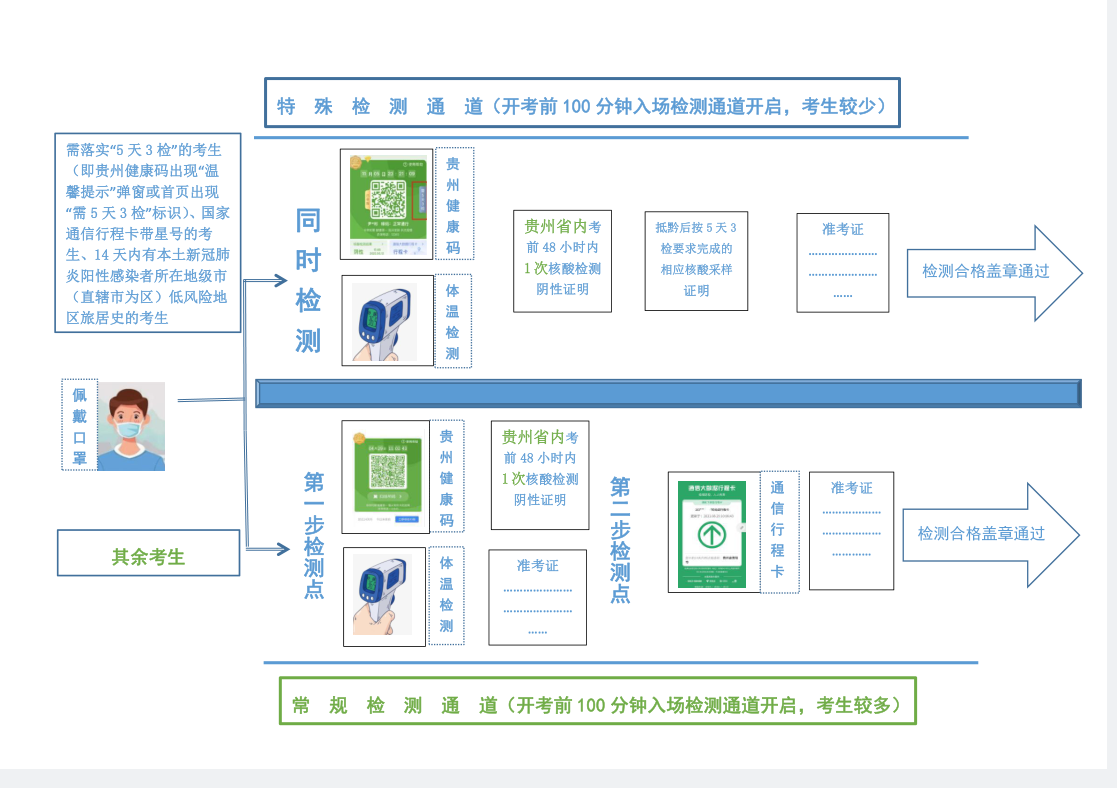 特 殊 检 测 通 道（开考前 100 分钟入场检测通道开启，考生较少）
需落实“5 天 3 检”的考生
（即贵州健康码出现“温
馨提示”弹窗或首页出现
“需 5 天 3 检”标识）、国家
通信行程卡带星号的考
生、14 天内有本土新冠肺
炎阳性感染者所在地级市
（直辖市为区）低风险地
区旅居史的考生
同时检测
贵州健康码
体温检测
贵州省内考
前 48 小时内
1 次核酸检测
阴性证明
抵黔后按 5 天 3
检要求完成的
相应核酸采样
证明
准考证
…………………
…………………
……
检测合格盖章通过
佩戴口罩
其余考生
第一步检测点
贵州健康码
体温检测
贵州省内考
前 48 小时内
1 次核酸检测
阴性证明
准考证
…………………
…………………
……
第二步检测点
通信大数据行程卡
通信行程卡
准考证
………………
………………
…………
检测合格盖章通过
常 规 检 测 通 道（开考前 100 分钟入场检测通道开启，考生较多）